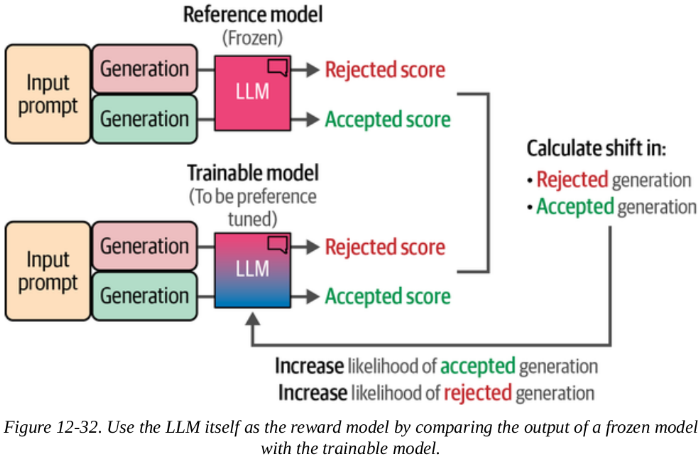 Reference model
(Frozen)
Input
prompt
Generation
Generation
LLM
Rejected score
Accepted score
Trainable model
(To be preference
tuned)
Input
prompt
Generation
Generation
LLM
Rejected score
Accepted score
Calculate shift in:
• Rejected generation
• Accepted generation
Increase likelihood of accepted generation
Increase likelihood of rejected generation
Figure 12-32. Use the LLM itself as the reward model by comparing the output of a frozen model
with the trainable model.